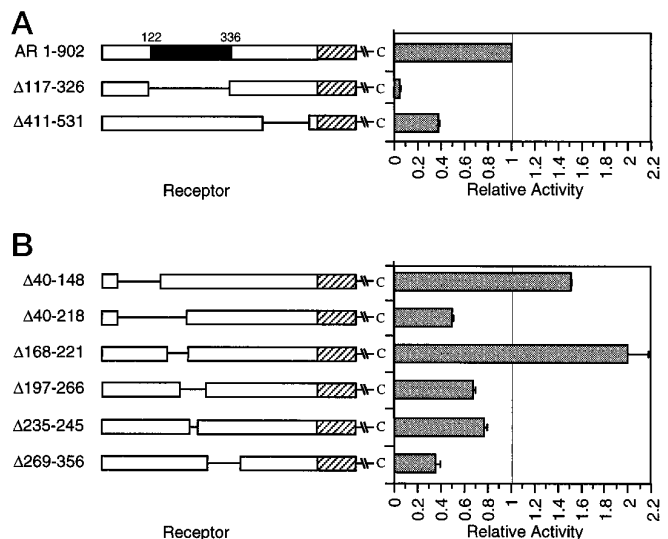 A
122 336
AR 1-902 C
Δ117-326 C
Δ411-531 C
0 0.2 0.4 0.6 0.8 1 1.2 1.4 1.6 1.8 2 2.2
Receptor Relative Activity
B
Δ40-148 C
Δ40-218 C
Δ168-221 C
Δ197-266 C
Δ235-245 C
Δ269-356 C
0 0.2 0.4 0.6 0.8 1 1.2 1.4 1.6 1.8 2 2.2
Receptor Relative Activity